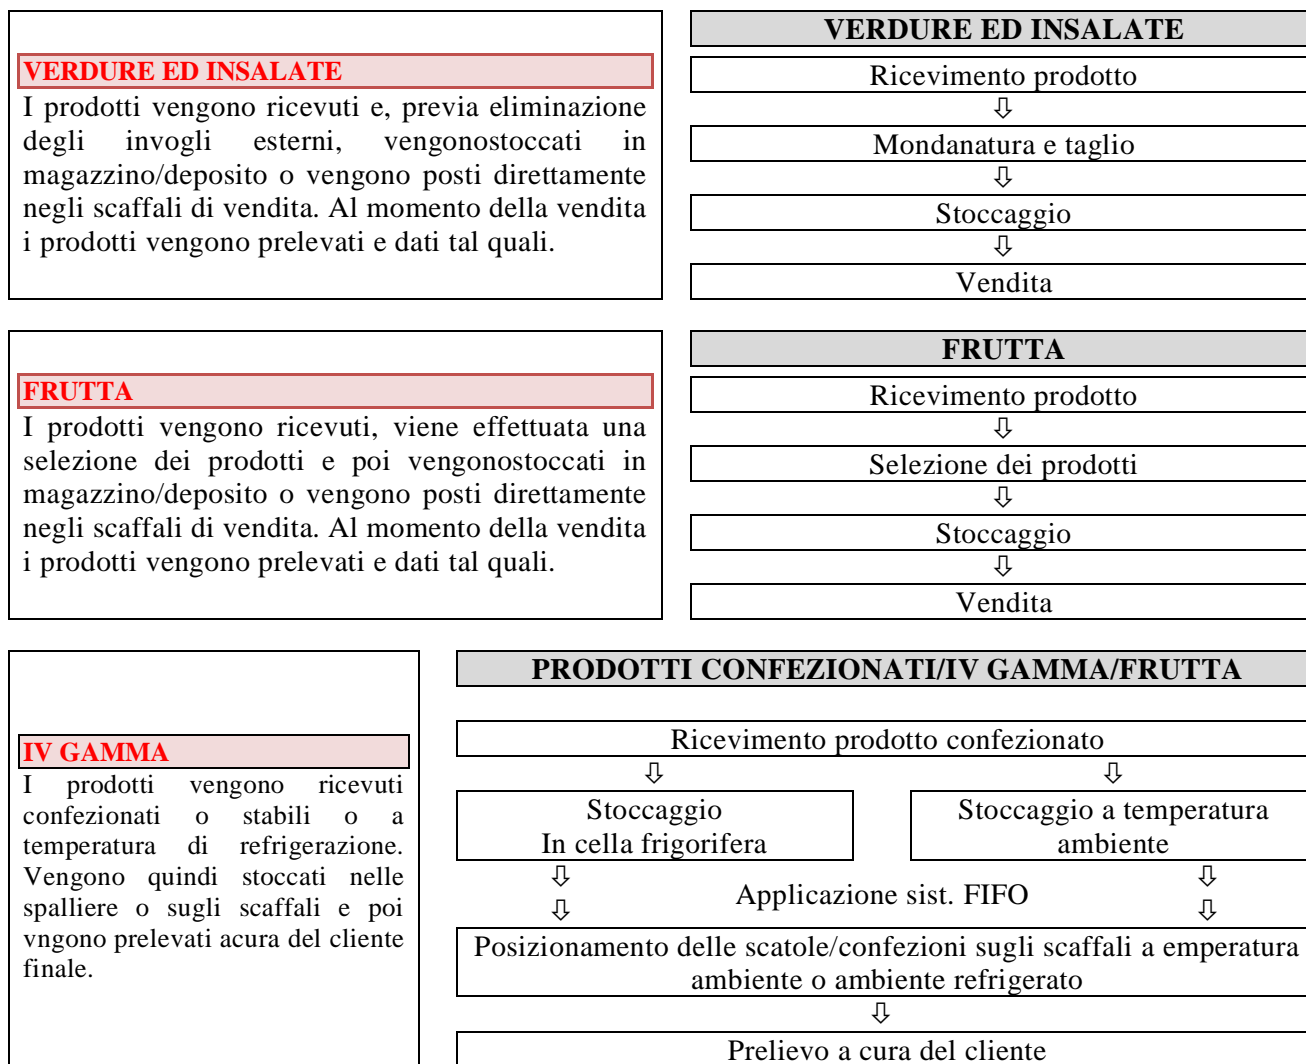 VERDURE ED INSALATE
I prodotti vengono ricevuti e, previa eliminazione
degli invogli esterni, vengonostoccati in
magazzino/deposito o vengono posti direttamente
negli scaffali di vendita. Al momento della vendita
i prodotti vengono prelevati e dati tal quali.
VERDURE ED INSALATE
Ricevimento prodotto
⇩
Mondanatura e taglio
⇩
Stoccaggio
⇩
Vendita
FRUTTA
I prodotti vengono ricevuti, viene effettuata una
selezione dei prodotti e poi vengonostoccati in
magazzino/deposito o vengono posti direttamente
negli scaffali di vendita. Al momento della vendita
i prodotti vengono prelevati e dati tal quali.
FRUTTA
Ricevimento prodotto
⇩
Selezione dei prodotti
⇩
Stoccaggio
⇩
Vendita
IV GAMMA
I prodotti vengono ricevuti
confezionati o stabili o a
temperatura di refrigerazione.
Vengono quindi stoccati nelle
spalliere o sugli scaffali e poi
vngono prelevati acura del cliente
finale.
PRODOTTI CONFEZIONATI/IV GAMMA/FRUTTA
Ricevimento prodotto confezionato
⇩ ⇩
Stoccaggio
In cella frigorifera
Stoccaggio a temperatura
ambiente
⇩ ⇩
Applicazione sist. FIFO
⇩ ⇩
Posizionamento delle scatole/confezioni sugli scaffali a emperatura
ambiente o ambiente refrigerato
⇩
Prelievo a cura del cliente